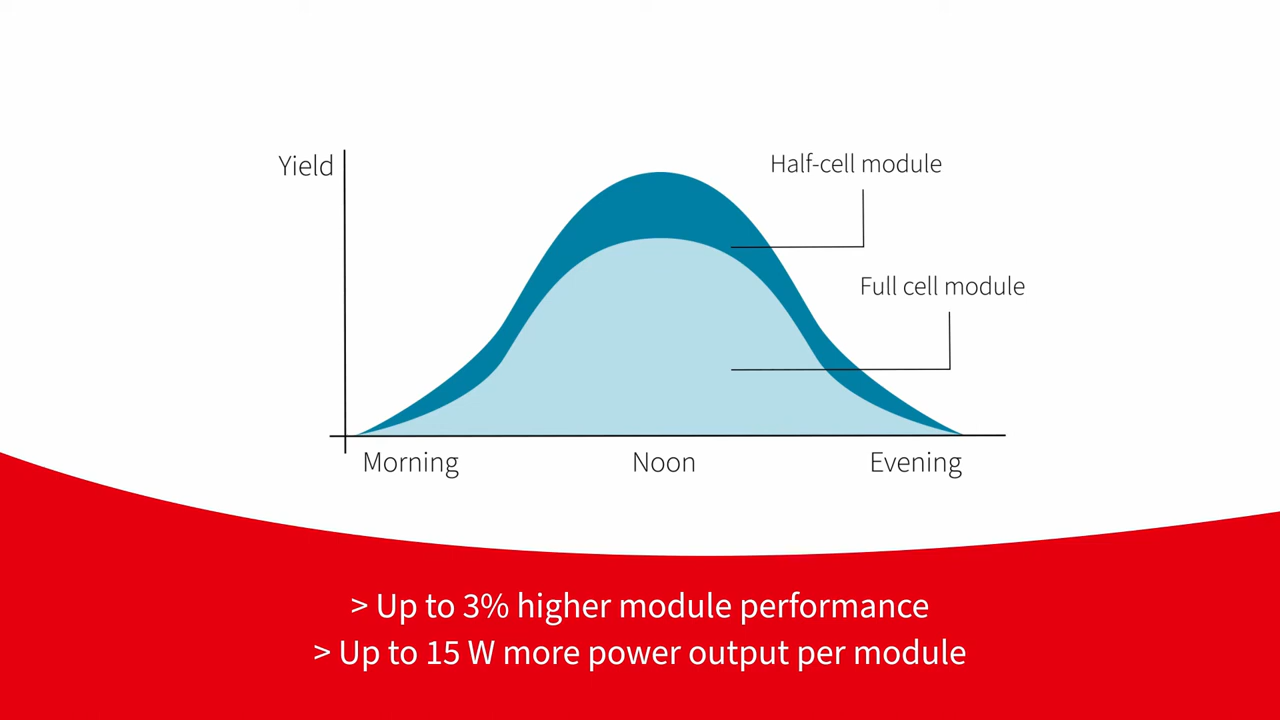 Yield
Half-cell module
Full cell module
Morning
Noon
Evening
> Up to 3% higher module performance
> Up to 15 W more power output per module